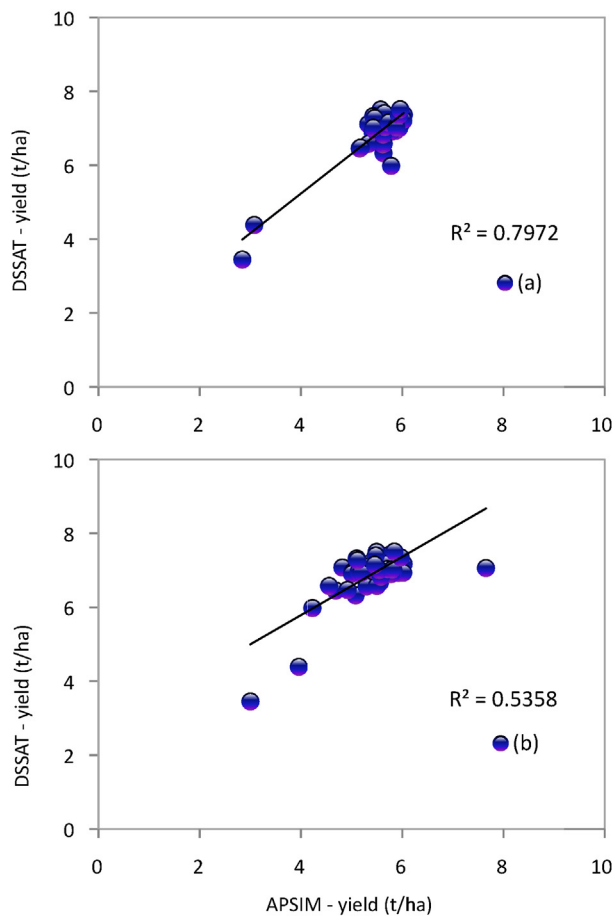 10
8
6
4
2
0
DSSAT - yield (t/ha)
R² = 0.7972
(a)
0 2 4 6 8 10
10
8
6
4
2
0
DSSAT - yield (t/ha)
R² = 0.5358
(b)
0 2 4 6 8 10
APSIM - yield (t/ha)